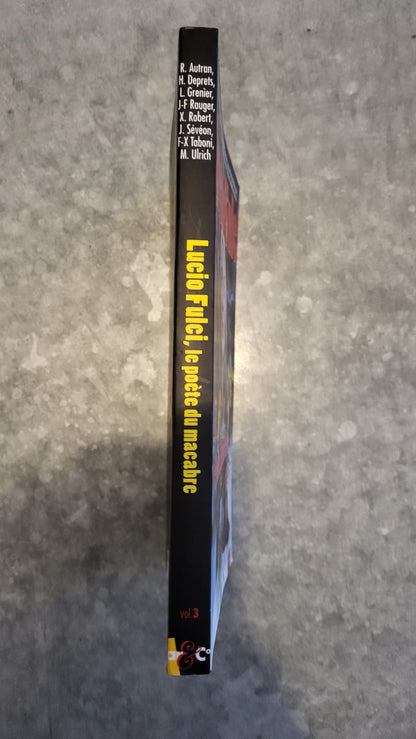 R. Autran,
H. Deprets,
L. Grenier,
J-F Rauger,
X. Robert,
J. Sévéon,
F-X Taboni,
M. Ulrich
Lucio Fulci, le poète du macabre
vol.3